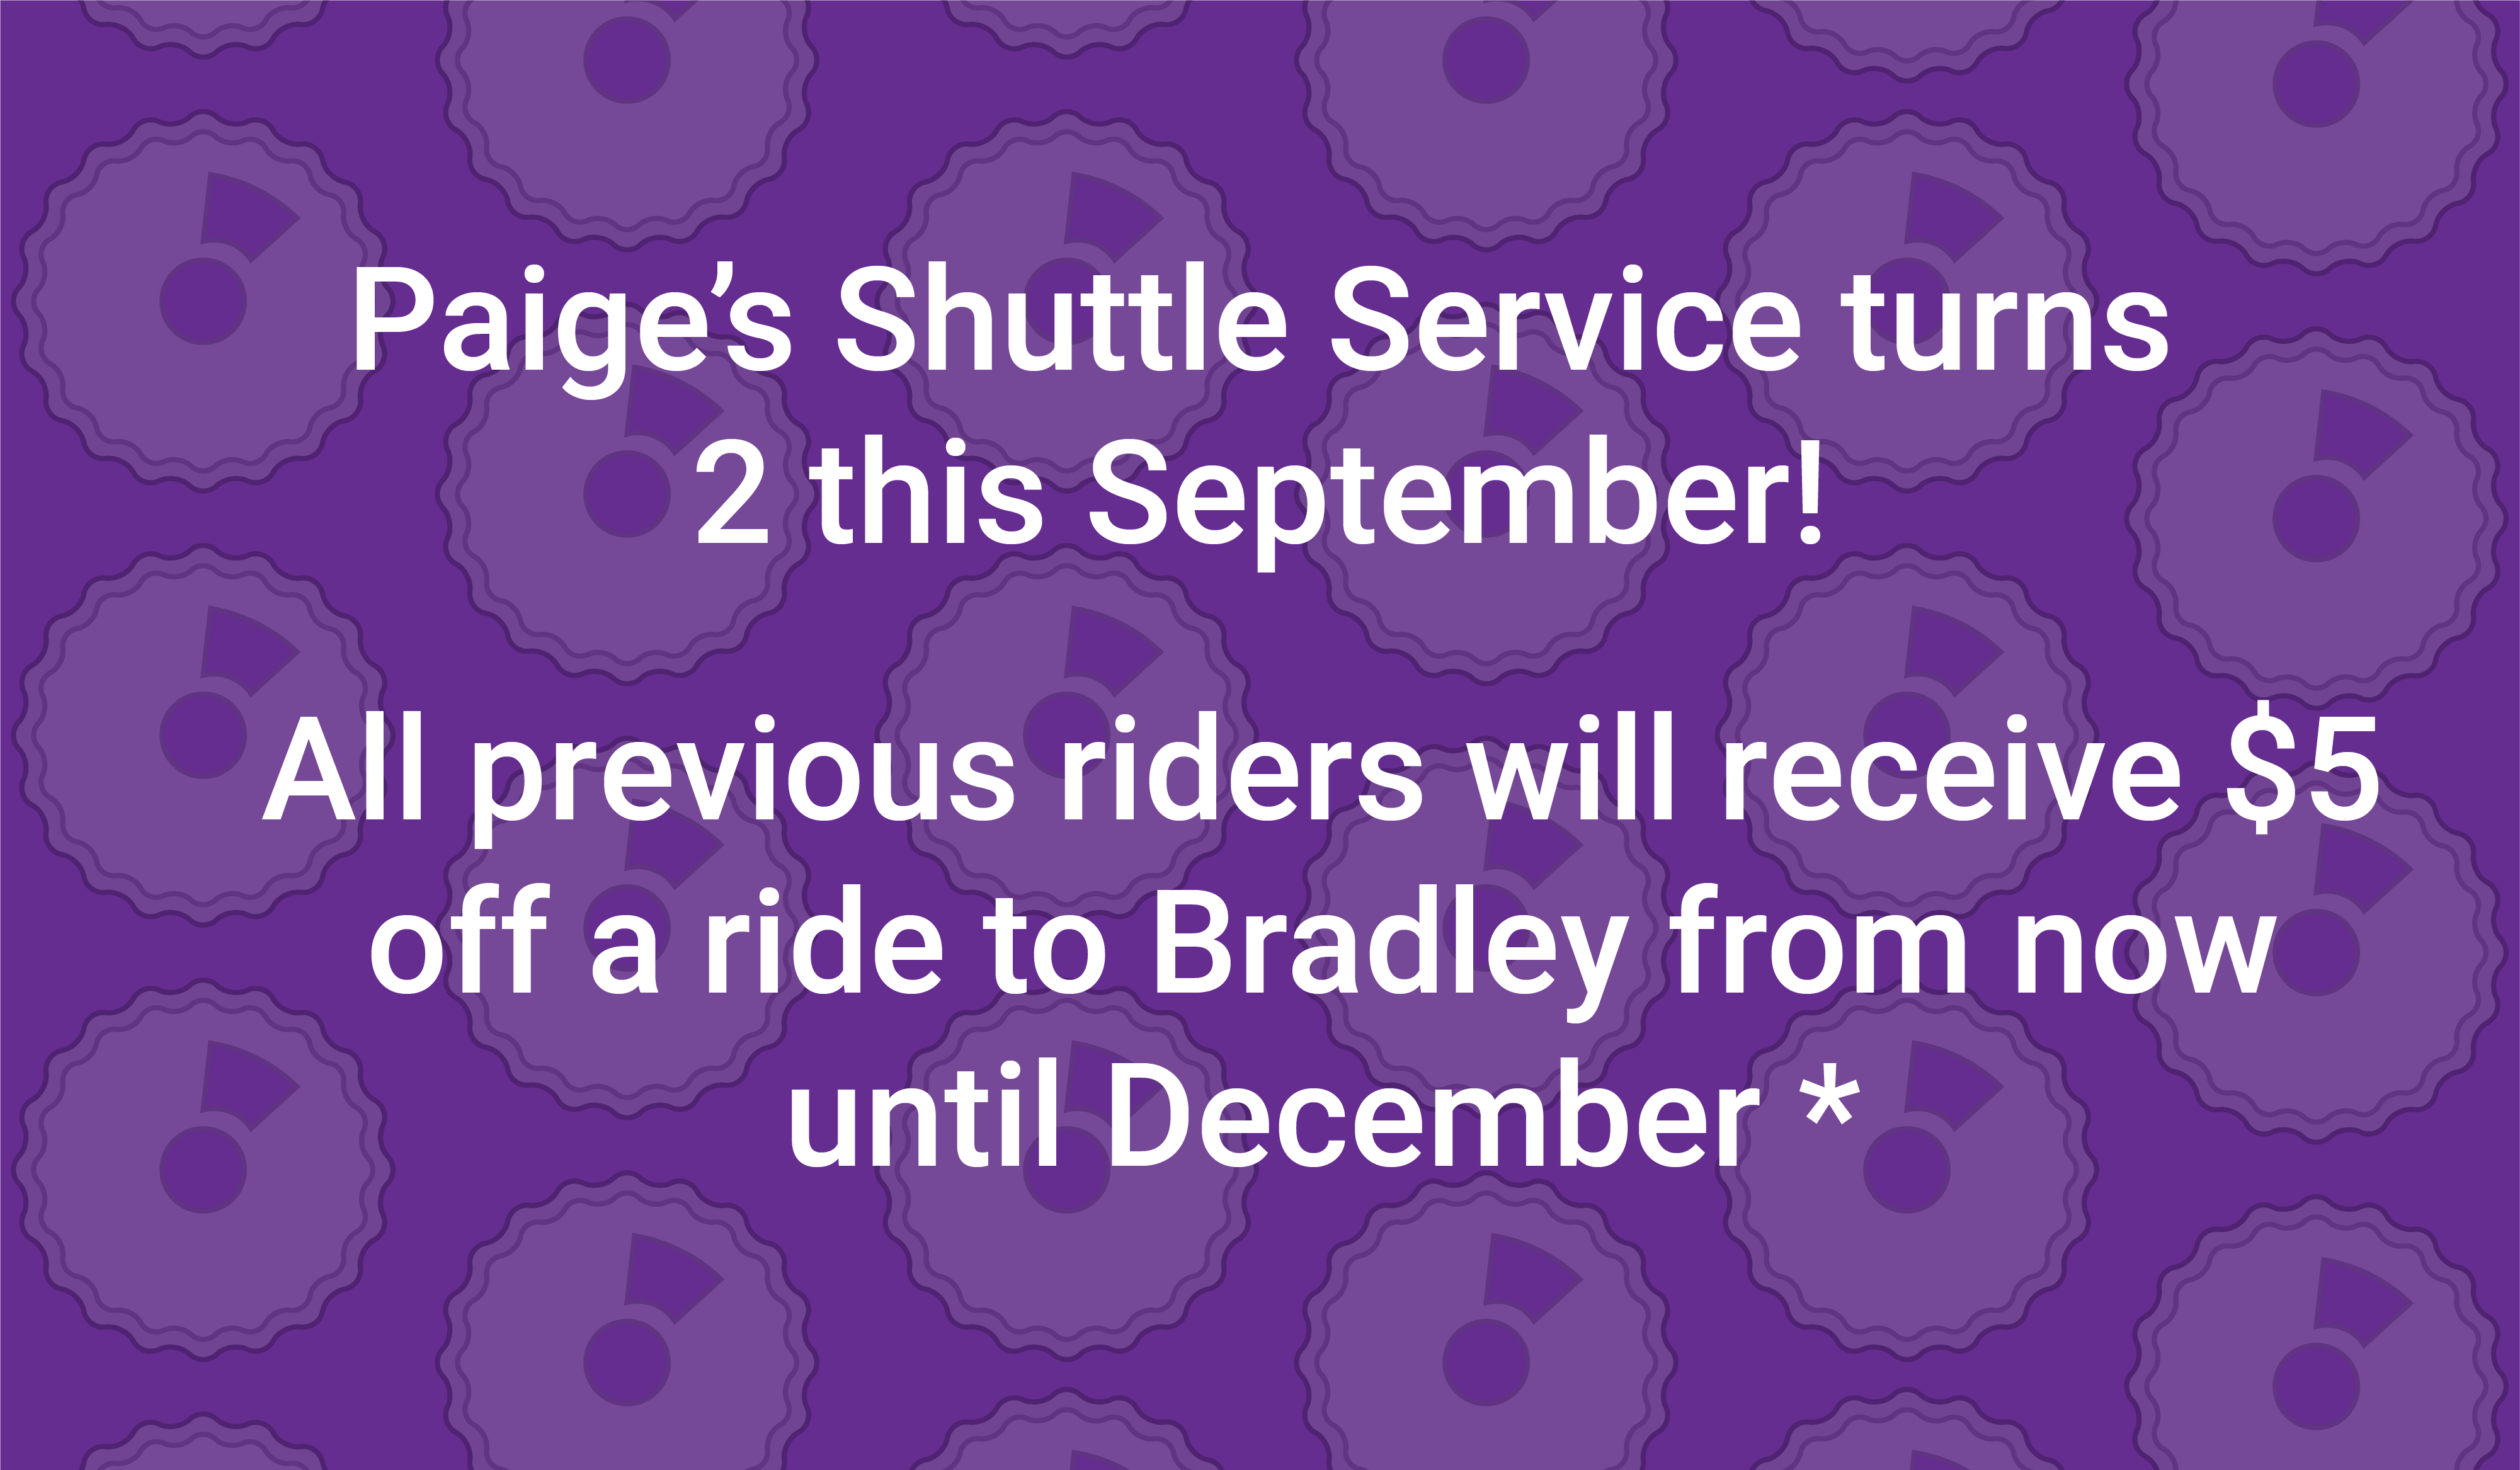 Paige’s Shuttle Service turns
2 this September!
All previous riders will receive $5
off a ride to Bradley from now
until December *